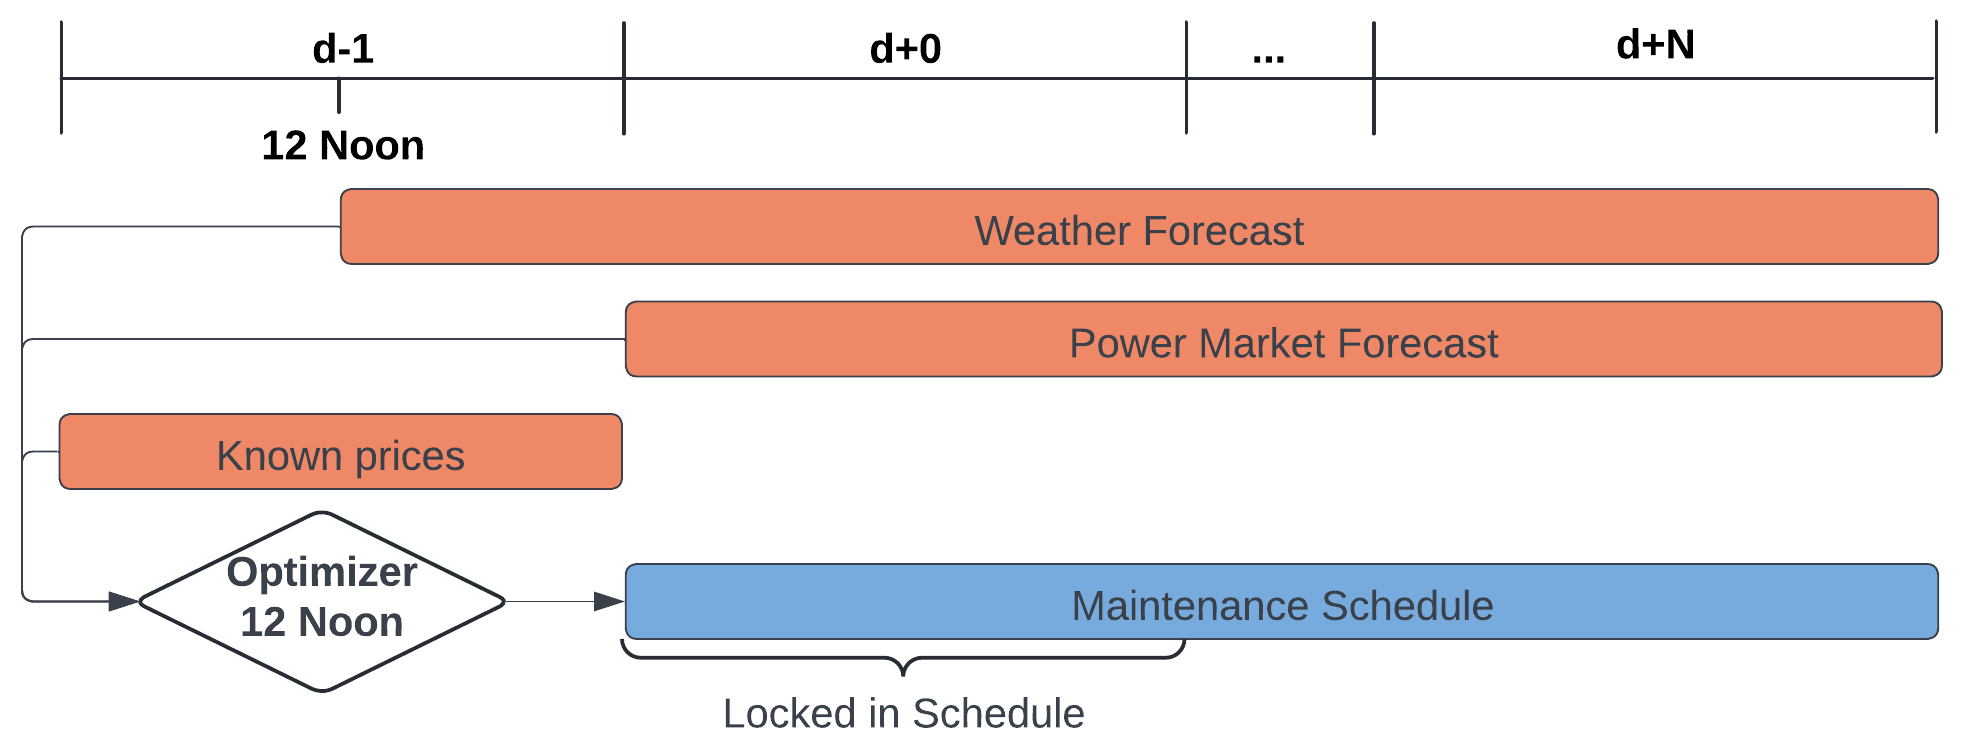 d-1
d+0
...
d+N
12 Noon
Weather Forecast
Power Market Forecast
Known prices
Optimizer
12 Noon
Maintenance Schedule
Locked in Schedule